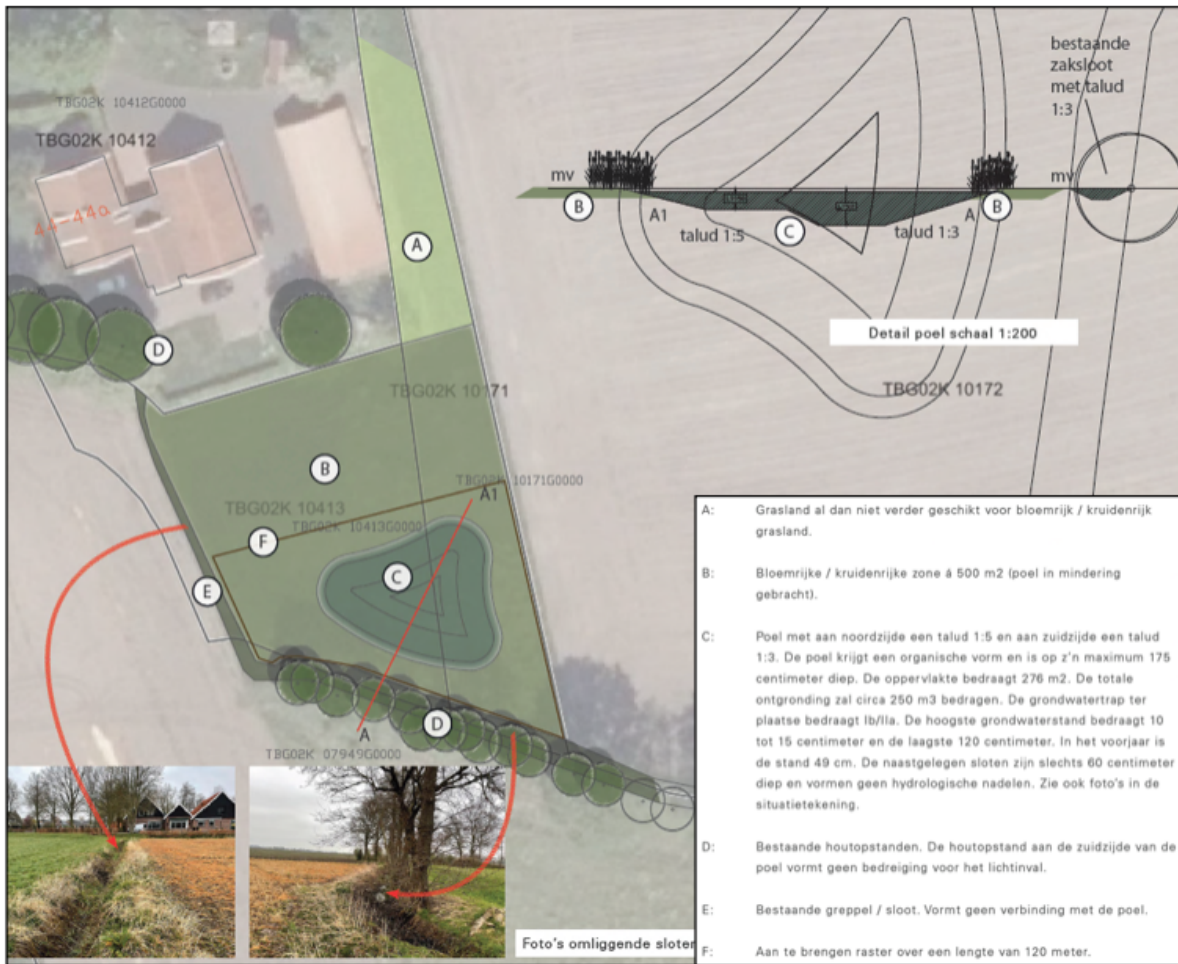 TBG02K 10412G0000
TBG02K 10412
44-44a
A
D
TBG02K 10171
B
TBG02K 10171G0000
A1
TBG02K 10413
TBG02K 10413G0000
F
C
E
D
A
TBG02K 07949G0000
bestaande
zaksloot
met talud
1:3
mv
mv
B
A1
talud 1:5
C
talud 1:3
A
B
Detail poel schaal 1:200
TBG02K 10172
Foto's omliggende sloten
A: Grasland al dan niet verder geschikt voor bloemrijk / kruidenrijk
grasland.
B: Bloemrijke / kruidenrijke zone á 500 m2 (poel in mindering
gebracht).
C: Poel met aan noordzijde een talud 1:5 en aan zuidzijde een talud
1:3. De poel krijgt een organische vorm en is op z'n maximum 175
centimeter diep. De oppervlakte bedraagt 276 m2. De totale
ontgronding zal circa 250 m3 bedragen. De grondwatertrap ter
plaatse bedraagt Ib/IIa. De hoogste grondwaterstand bedraagt 10
tot 15 centimeter en de laagste 120 centimeter. In het voorjaar is
de stand 49 cm. De naastgelegen sloten zijn slechts 60 centimeter
diep en vormen geen hydrologische nadelen. Zie ook foto's in de
situatietekening.
D: Bestaande houtopstanden. De houtopstand aan de zuidzijde van de
poel vormt geen bedreiging voor het lichtinval.
E: Bestaande greppel / sloot. Vormt geen verbinding met de poel.
F: Aan te brengen raster over een lengte van 120 meter.